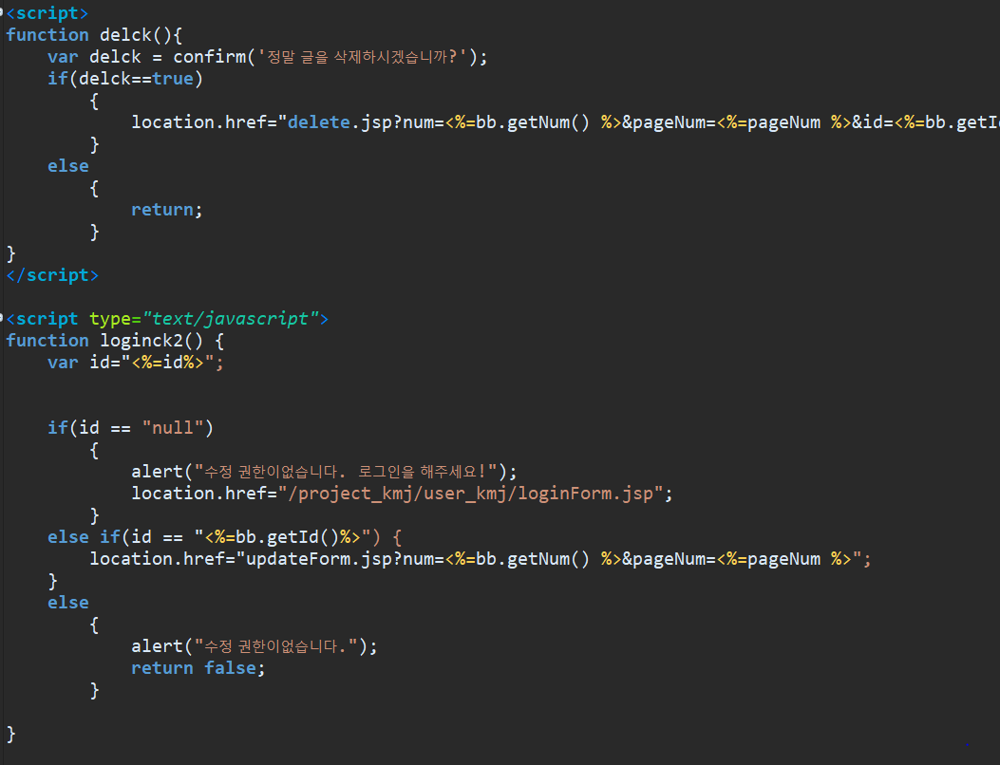 <script>
function delck(){
    var delck = confirm('정말 글을 삭제하시겠습니까?');
    if(delck==true)
        {
            location.href="delete.jsp?num=<%=bb.getNum() %>&pageNum=<%=pageNum %>&id=<%=bb.getId
        }
    else
        {
            return;
        }
}
</script>
<script type="text/javascript">
function loginck2() {
    var id="<%=id%>";
    if(id == "null")
        {
            alert("수정 권한이없습니다. 로그인을 해주세요!");
            location.href="/project_kmj/user_kmj/loginForm.jsp";
        }
    else if(id == "<%=bb.getId()%>") {
        location.href="updateForm.jsp?num=<%=bb.getNum() %>&pageNum=<%=pageNum %>";
    }
    else
        {
            alert("수정 권한이없습니다.");
            return false;
        }
}